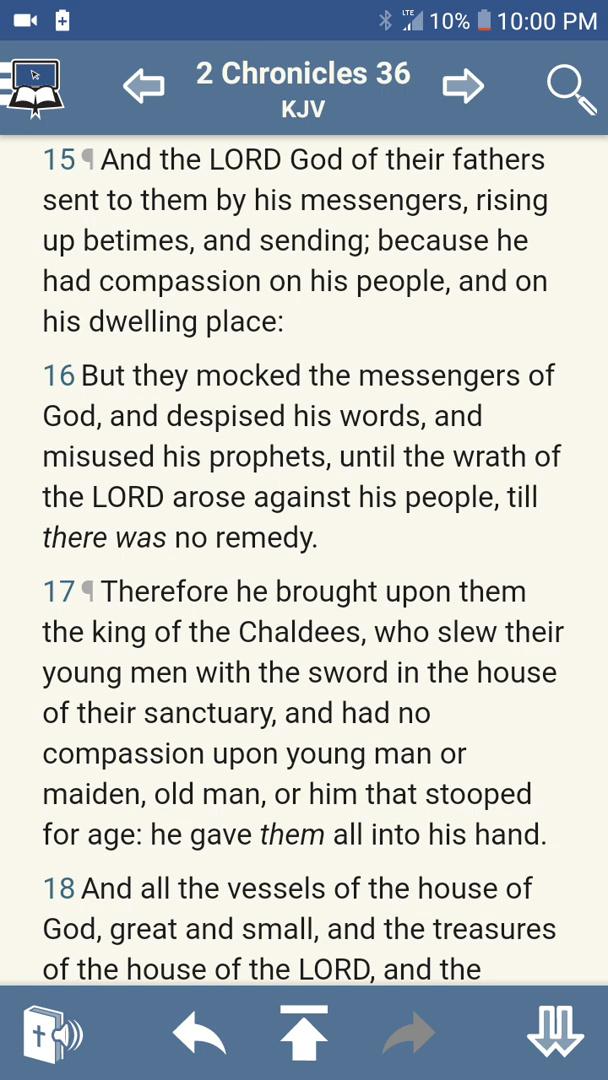 LTE 10% 10:00 PM
2 Chronicles 36
KJV
15 ¶ And the LORD God of their fathers
sent to them by his messengers, rising
up betimes, and sending; because he
had compassion on his people, and on
his dwelling place:
16 But they mocked the messengers of
God, and despised his words, and
misused his prophets, until the wrath of
the LORD arose against his people, till
there was no remedy.
17 ¶ Therefore he brought upon them
the king of the Chaldees, who slew their
young men with the sword in the house
of their sanctuary, and had no
compassion upon young man or
maiden, old man, or him that stooped
for age: he gave them all into his hand.
18 And all the vessels of the house of
God, great and small, and the treasures
of the house of the LORD, and the